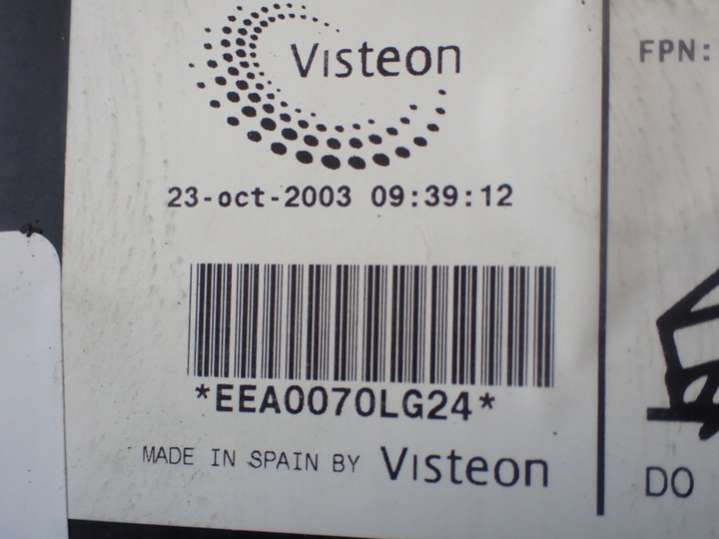 Visteon
FPN:
23-oct-2003 09:39:12
*EEA0070LG24*
MADE IN SPAIN BY Visteon
DO